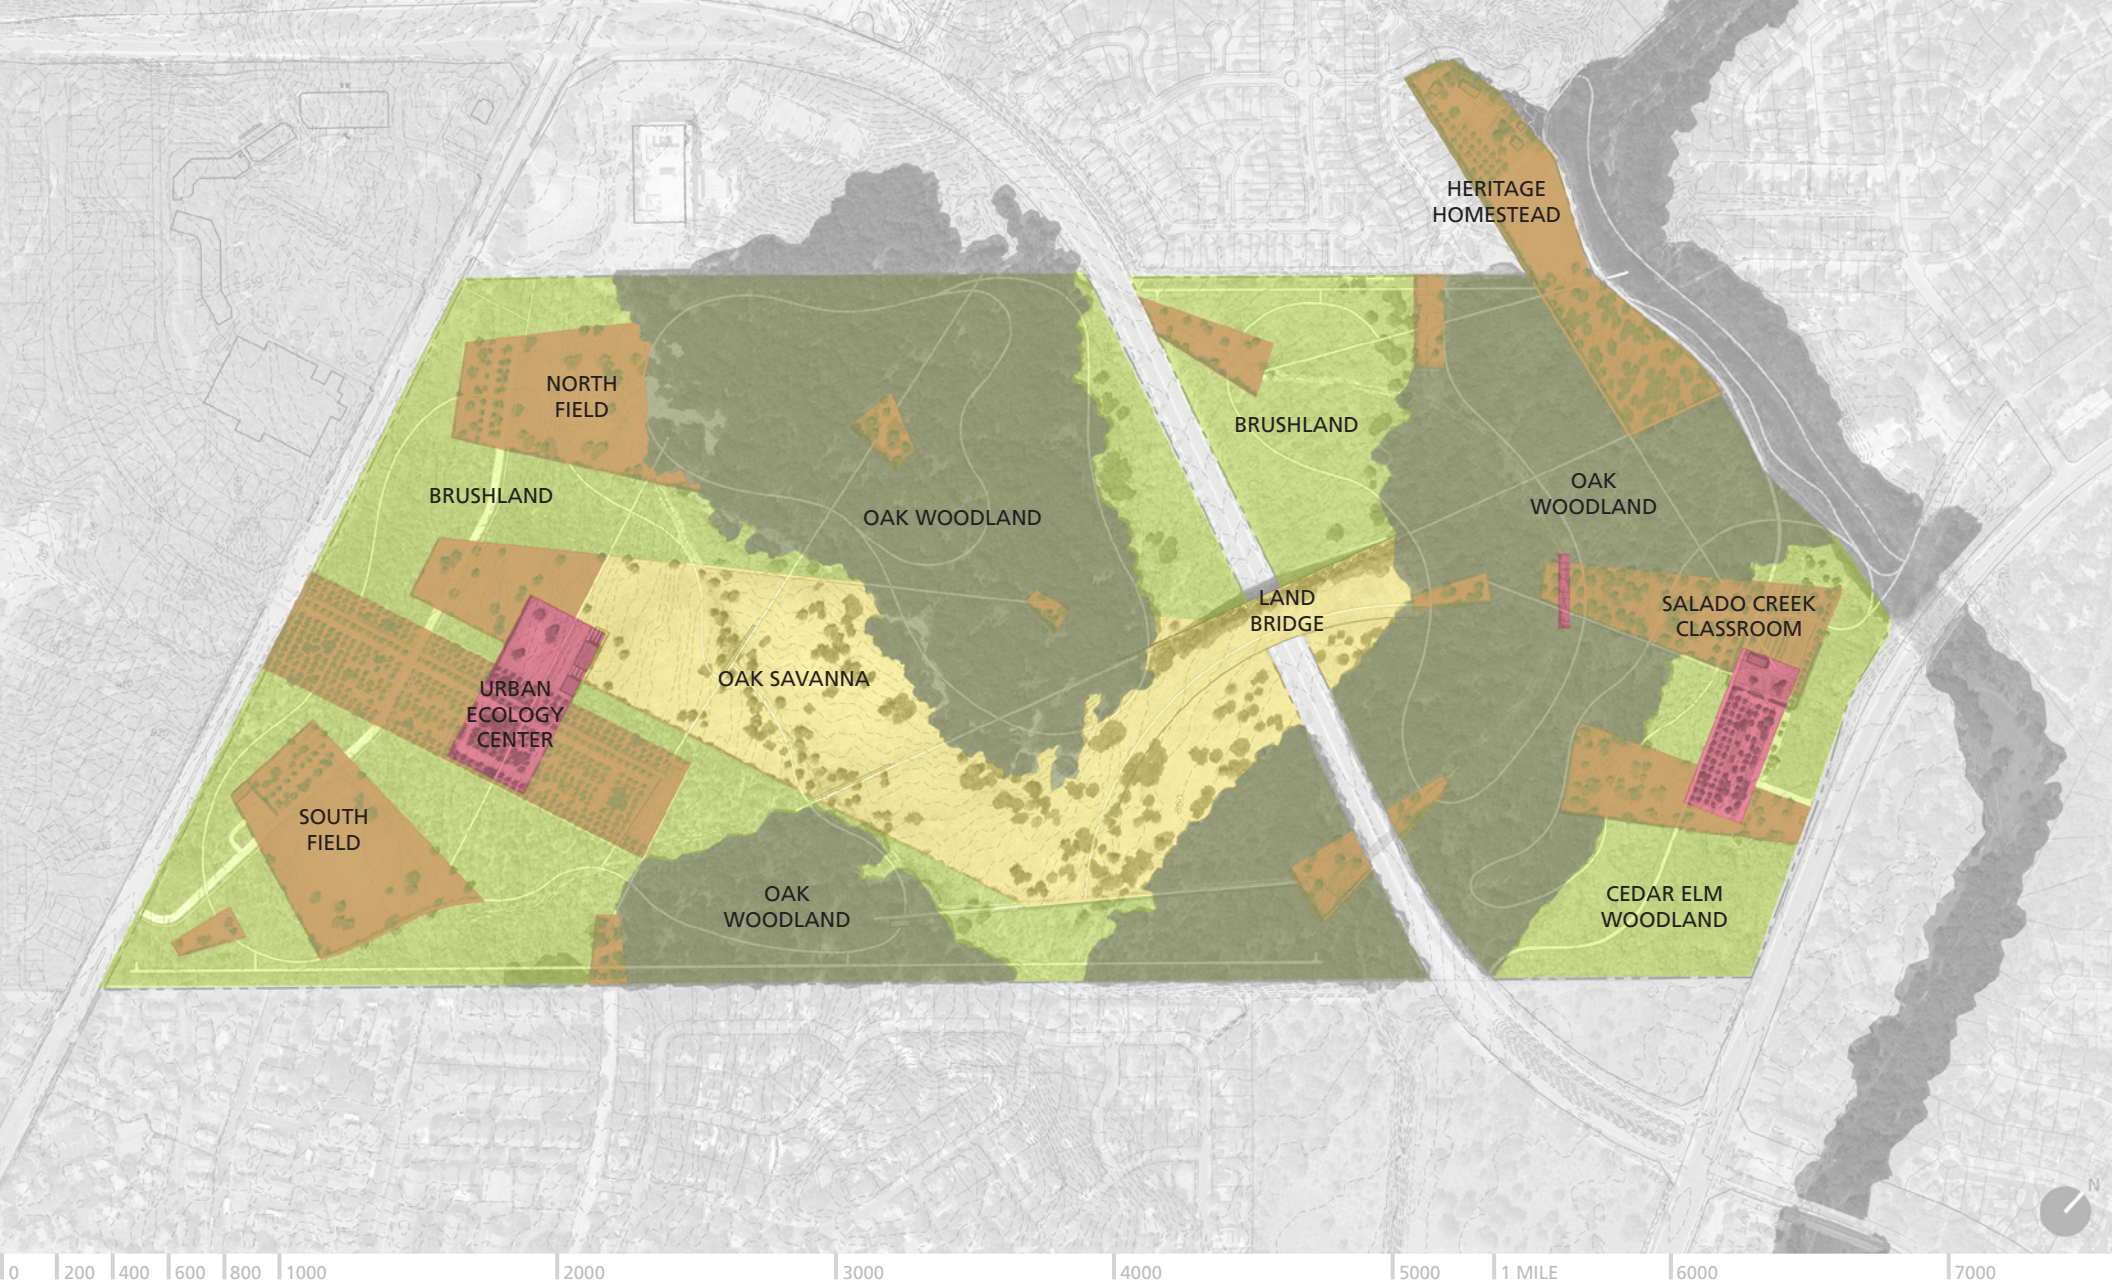 HERITAGE
HOMESTEAD
NORTH
FIELD
BRUSHLAND
BRUSHLAND
OAK WOODLAND
OAK
WOODLAND
LAND
BRIDGE
SALADO CREEK
CLASSROOM
OAK SAVANNA
URBAN
ECOLOGY
CENTER
SOUTH
FIELD
OAK
WOODLAND
CEDAR ELM
WOODLAND
N
0 200 400 600 800 1000 2000 3000 4000 5000 1 MILE 6000 7000